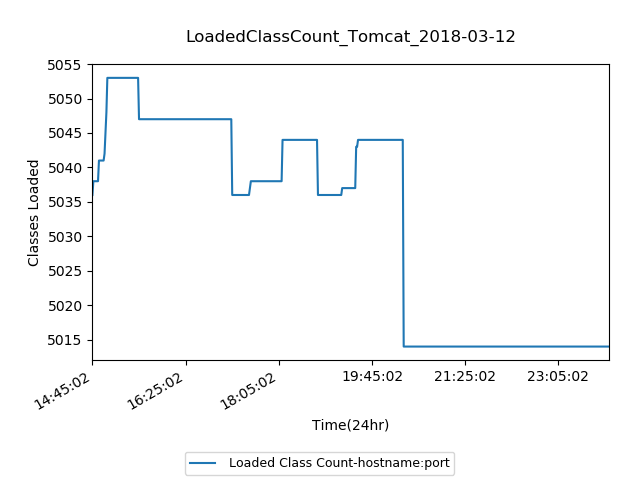 LoadedClassCount_Tomcat_2018-03-12
5055
5050
5045
5040
5035
5030
5025
5020
5015
Classes Loaded
14:45:02 16:25:02 18:05:02 19:45:02 21:25:02 23:05:02
Time(24hr)
Loaded Class Count-hostname:port